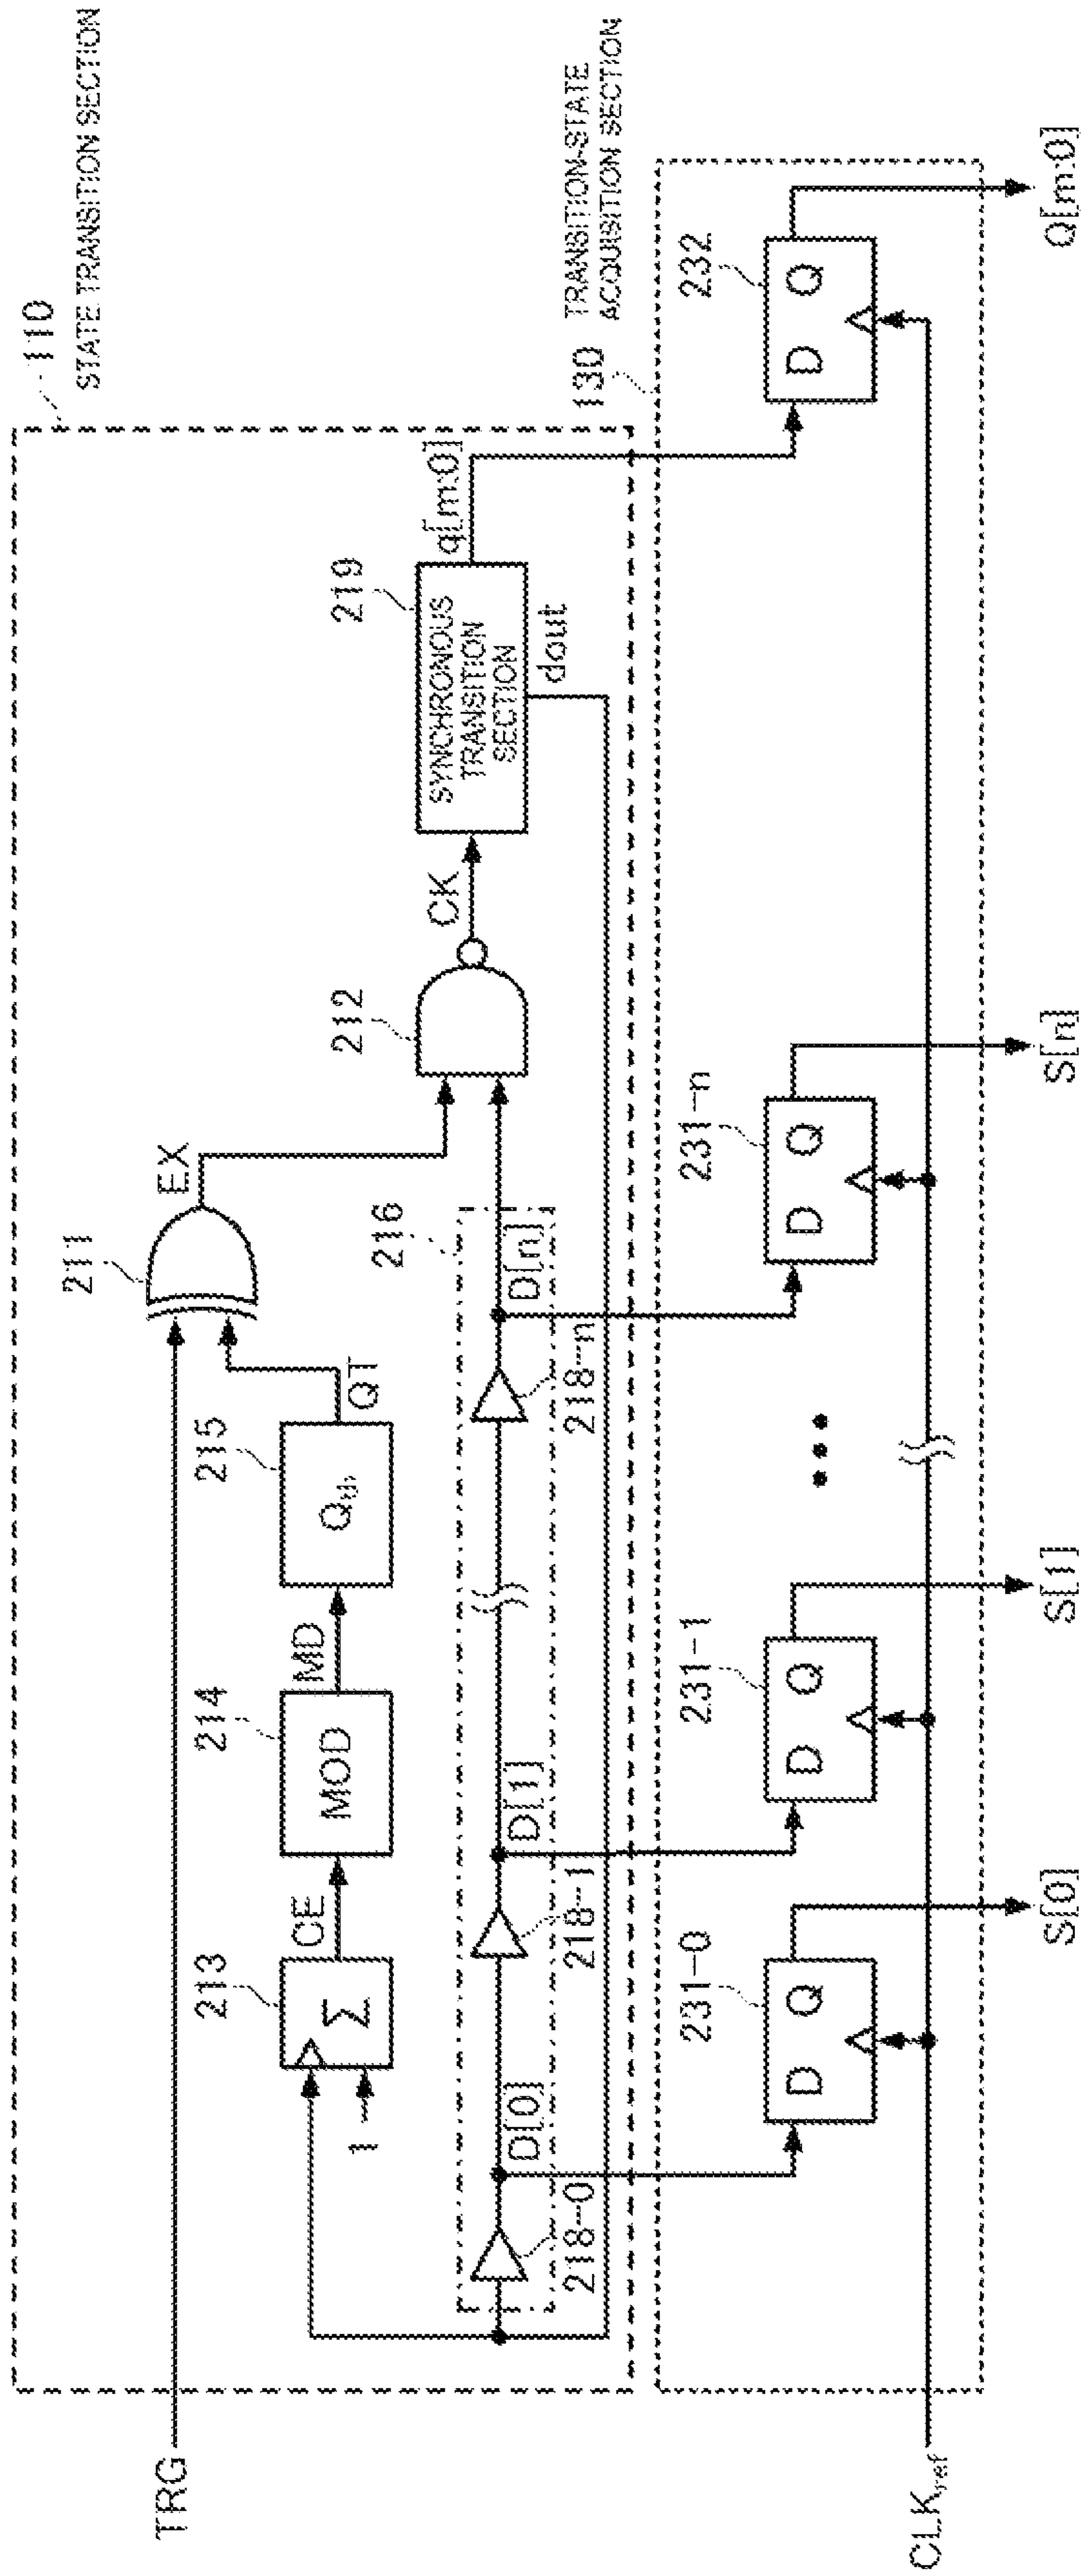 110
STATE TRANSITION SECTION
TRG
211
EX
213
CE
Σ
1
214
MD
MOD
215
QT
Qth
212
CK
219
q[m:0]
SYNCHRONOUS
TRANSITION
SECTION
dout
216
D[0]
D[1]
D[n]
218-0
218-1
218-n
130
TRANSITION-STATE
ACQUISITION SECTION
231-0
D Q
231-1
D Q
231-n
D Q
232
D Q
CLKref
S[0]
S[1]
S[n]
Q[m:0]